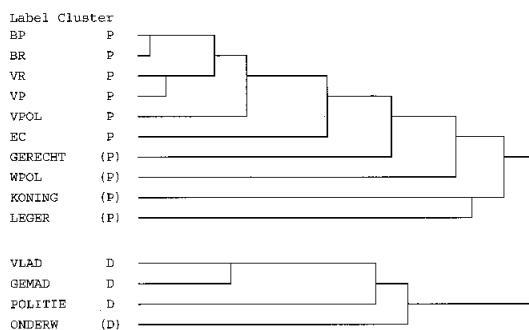 Label Cluster
BP P
BR P
VR P
VP P
VPOL P
EC P
GERECHT (P)
WPOL (P)
KONING (P)
LEGER (P)
VLAD D
GEMAD D
POLITIE D
ONDERW (D)